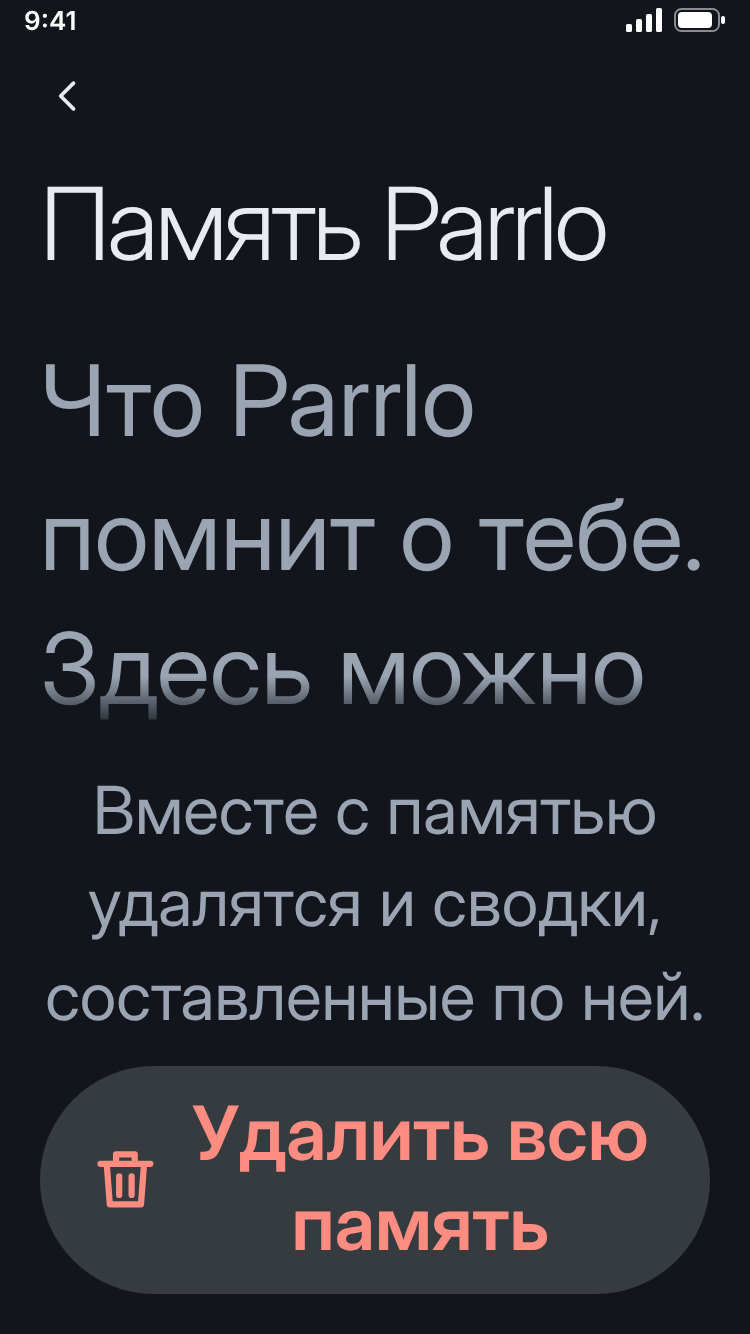 9:41
Память Parrlo
Что Parrlo
помнит о тебе.
Здесь можно
Вместе с памятью
удалятся и сводки,
составленные по ней.
Удалить всю
память